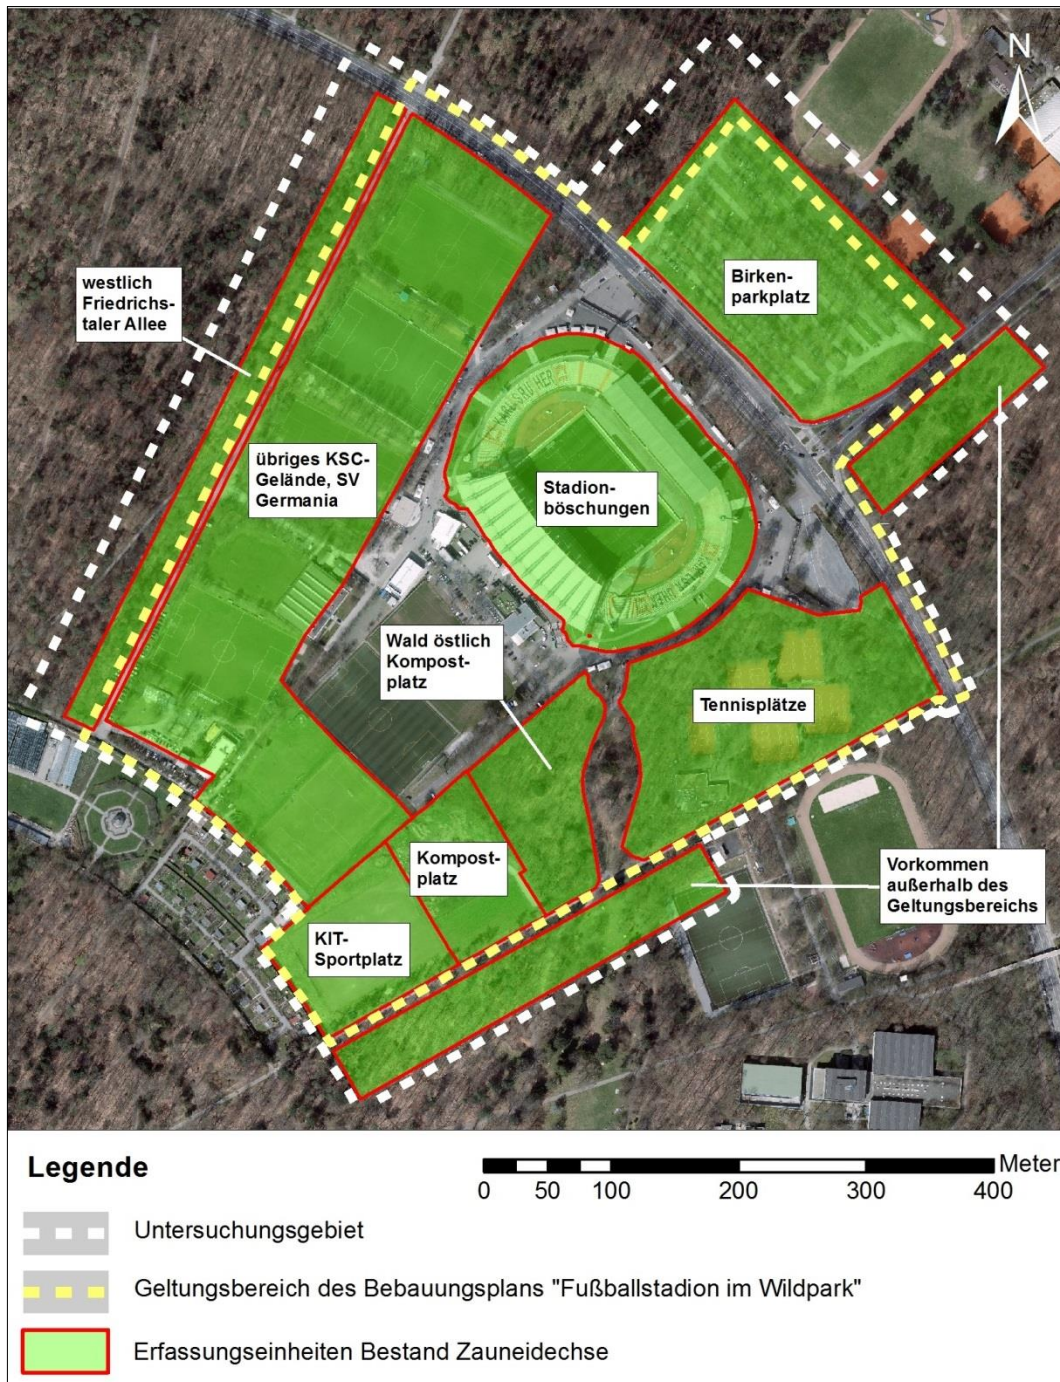 N
westlich
Friedrichs-
taler Allee
Birken-
parkplatz
KARLSRUHER
übriges KSC-
Gelände, SV
Germania
Stadion-
böschungen
Wald östlich
Kompost-
platz
Tennisplätze
Kompost-
platz
Vorkommen
außerhalb des
Geltungsbereichs
KIT-
Sportplatz
Legende
Meter
0 50 100 200 300 400
Untersuchungsgebiet
Geltungsbereich des Bebauungsplans "Fußballstadion im Wildpark"
Erfassungseinheiten Bestand Zauneidechse